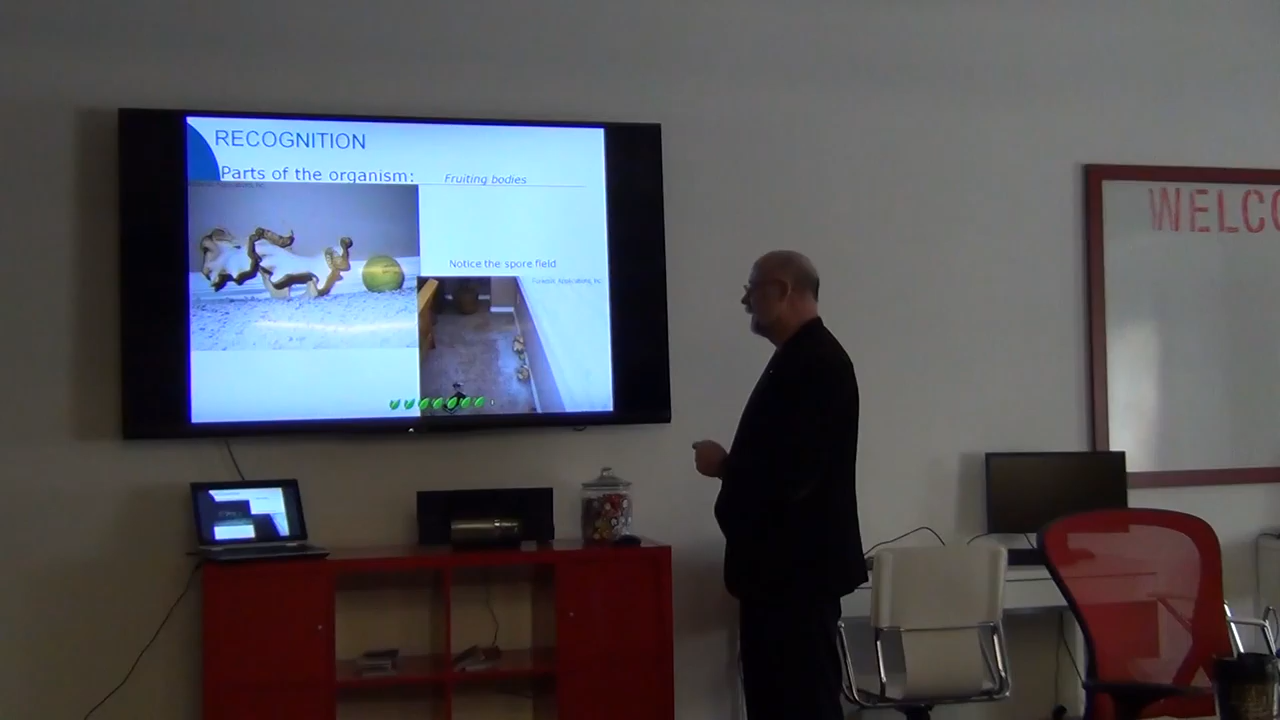 RECOGNITION
Parts of the organism:
Fruiting bodies
Notice the spore field
WELCO